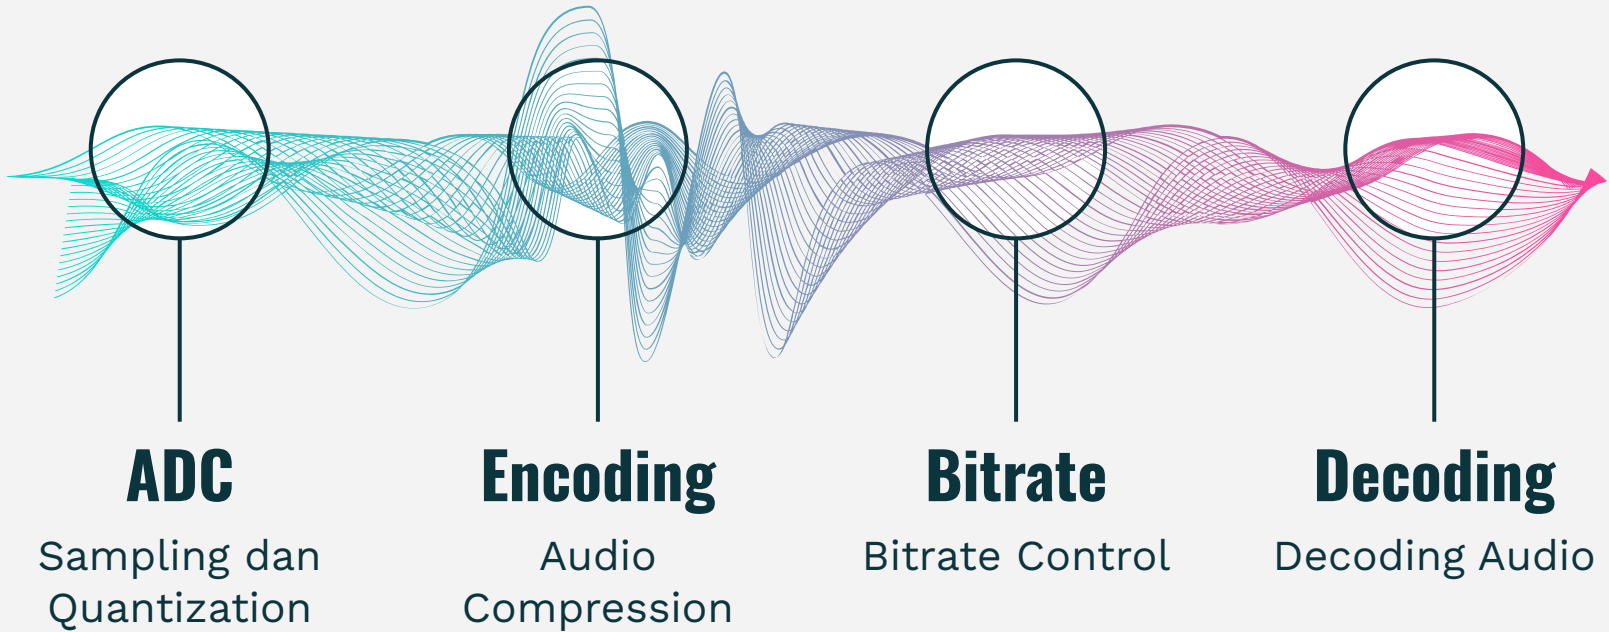 ADC
Sampling dan
Quantization
Encoding
Audio
Compression
Bitrate
Bitrate Control
Decoding
Decoding Audio